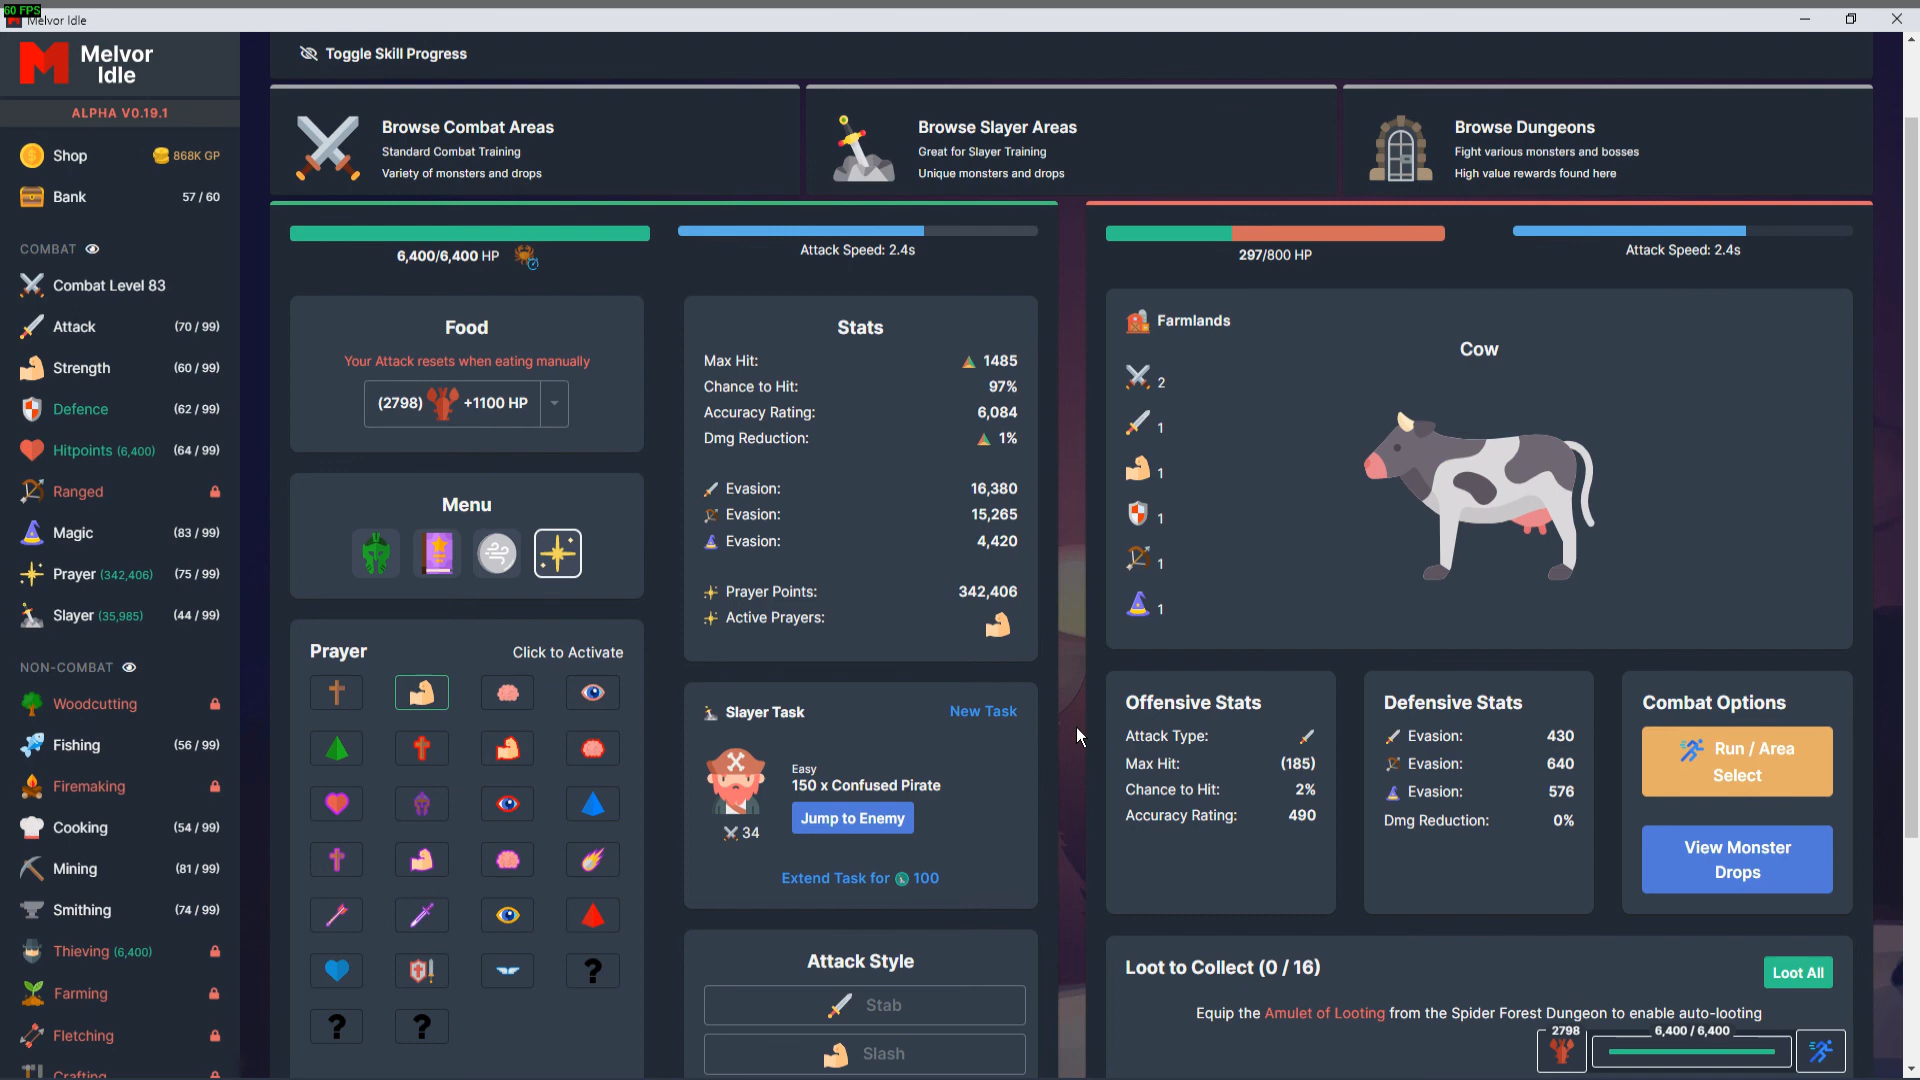 60 FPS
Melvor Idle
Melvor
Idle
ALPHA V0.19.1
Shop 868K GP
Bank 57 / 60
COMBAT
Combat Level 83
Attack (70 / 99)
Strength (60 / 99)
Defence (62 / 99)
Hitpoints (6,400) (64 / 99)
Ranged
Magic (83 / 99)
Prayer (342,406) (75 / 99)
Slayer (35,985) (44 / 99)
NON-COMBAT
Woodcutting
Fishing (56 / 99)
Firemaking
Cooking (54 / 99)
Mining (81 / 99)
Smithing (74 / 99)
Thieving (6,400)
Farming
Fletching
Crafting
Toggle Skill Progress
Browse Combat Areas
Standard Combat Training
Variety of monsters and drops
Browse Slayer Areas
Great for Slayer Training
Unique monsters and drops
Browse Dungeons
Fight various monsters and bosses
High value rewards found here
6,400/6,400 HP
Attack Speed: 2.4s
Food
Your Attack resets when eating manually
(2798) +1100 HP
Menu
Prayer Click to Activate
? 
? ?
Stats
Max Hit: 1485
Chance to Hit: 97%
Accuracy Rating: 6,084
Dmg Reduction: 1%
Evasion: 16,380
Evasion: 15,265
Evasion: 4,420
Prayer Points: 342,406
Active Prayers:
Slayer Task New Task
Easy
150 x Confused Pirate
Jump to Enemy
34
Extend Task for 100
Attack Style
Stab
Slash
297/800 HP
Attack Speed: 2.4s
Farmlands
Cow
2
1
1
1
1
1
Offensive Stats
Attack Type:
Max Hit: (185)
Chance to Hit: 2%
Accuracy Rating: 490
Defensive Stats
Evasion: 430
Evasion: 640
Evasion: 576
Dmg Reduction: 0%
Combat Options
Run / Area
Select
View Monster
Drops
Loot to Collect (0 / 16)
Loot All
Equip the Amulet of Looting from the Spider Forest Dungeon to enable auto-looting
2798
6,400 / 6,400